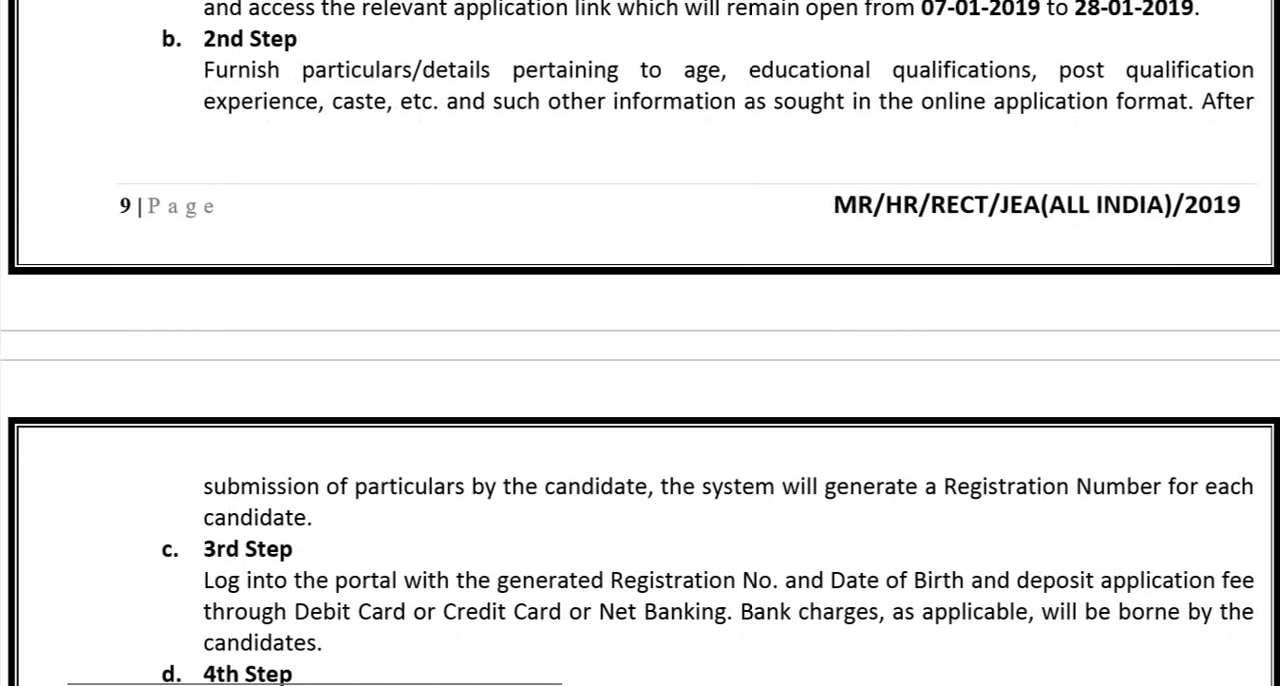 and access the relevant application link which will remain open from 07-01-2019 to 28-01-2019.
b. 2nd Step
Furnish particulars/details pertaining to age, educational qualifications, post qualification
experience, caste, etc. and such other information as sought in the online application format. After
9 | P a g e MR/HR/RECT/JEA(ALL INDIA)/2019
submission of particulars by the candidate, the system will generate a Registration Number for each
candidate.
c. 3rd Step
Log into the portal with the generated Registration No. and Date of Birth and deposit application fee
through Debit Card or Credit Card or Net Banking. Bank charges, as applicable, will be borne by the
candidates.
d. 4th Step